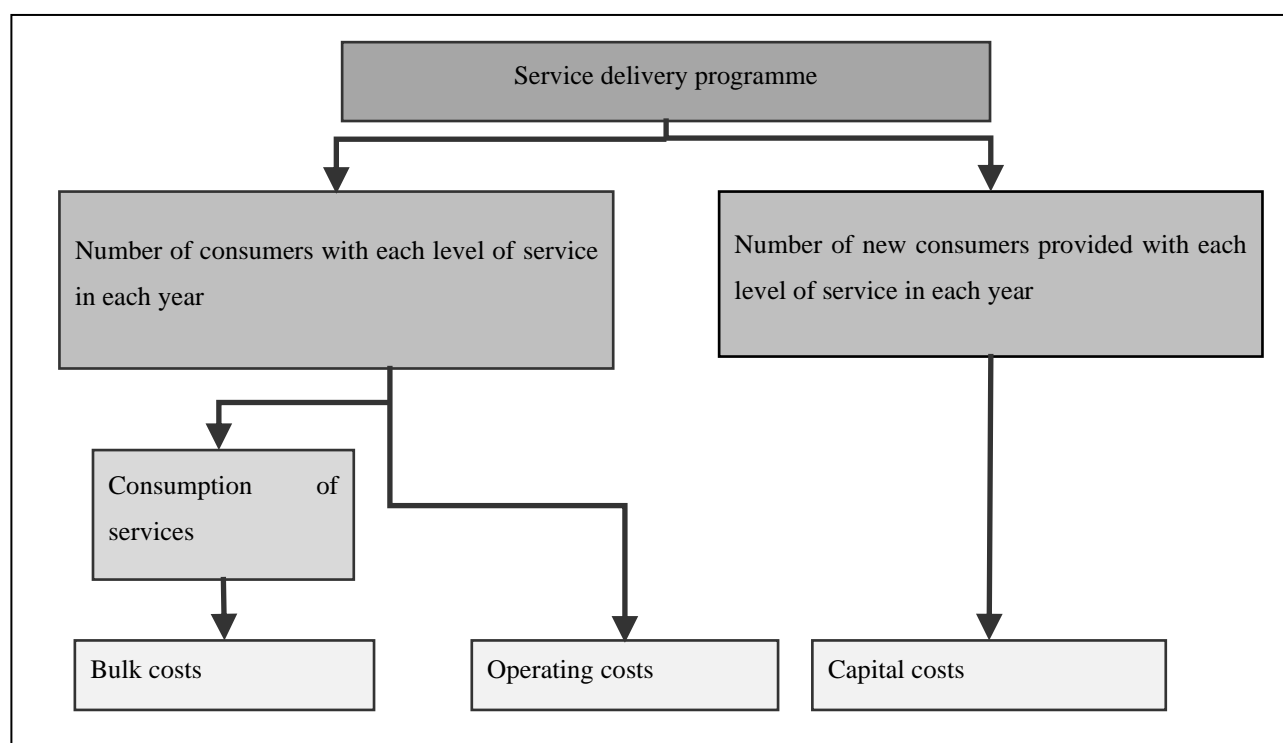 Service delivery programme
Number of consumers with each level of service
in each year
Number of new consumers provided with each
level of service in each year
Consumption of
services
Bulk costs
Operating costs
Capital costs